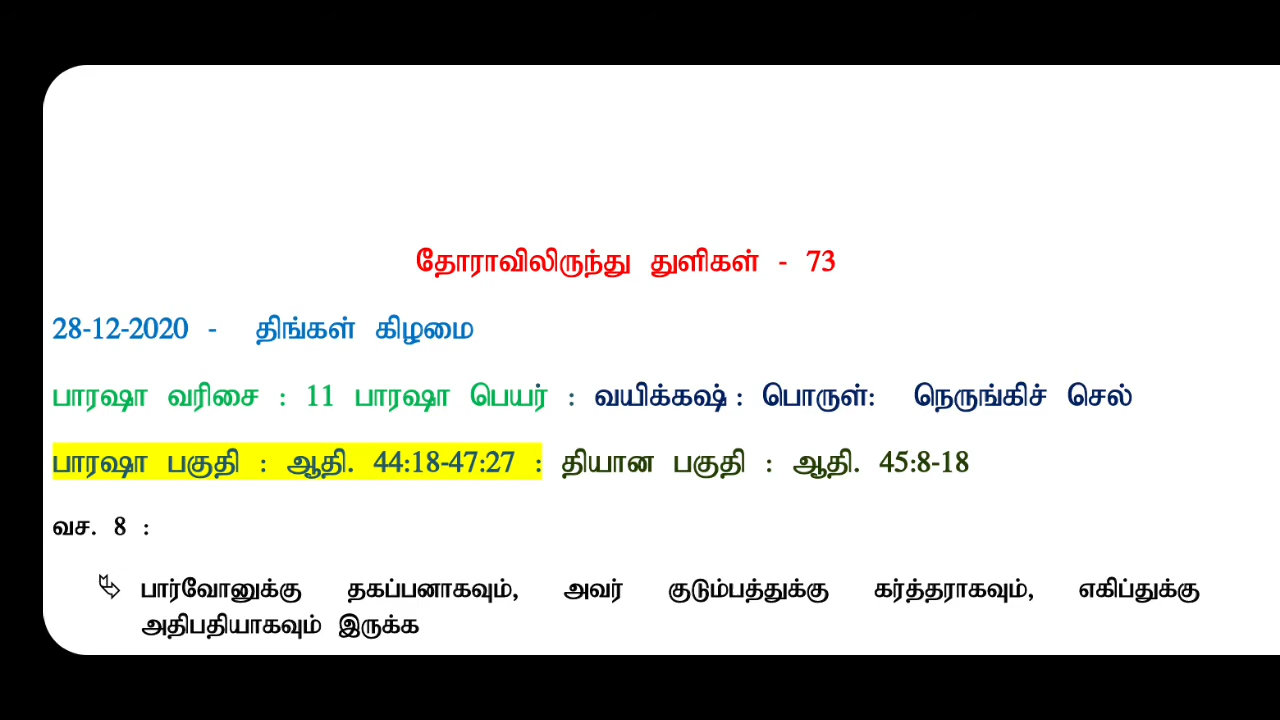 தோராவிலிருந்து துளிகள் - 73
28-12-2020 - திங்கள் கிழமை
பாரஷா வரிசை : 11 பாரஷா பெயர் : வயிக்கஷ் : பொருள்: நெருங்கிச் செல்
பாரஷா பகுதி : ஆதி. 44:18-47:27 : தியான பகுதி : ஆதி. 45:8-18
வச. 8 :
பார்வோனுக்கு தகப்பனாகவும், அவர் குடும்பத்துக்கு கர்த்தராகவும், எகிப்துக்கு
அதிபதியாகவும் இருக்க